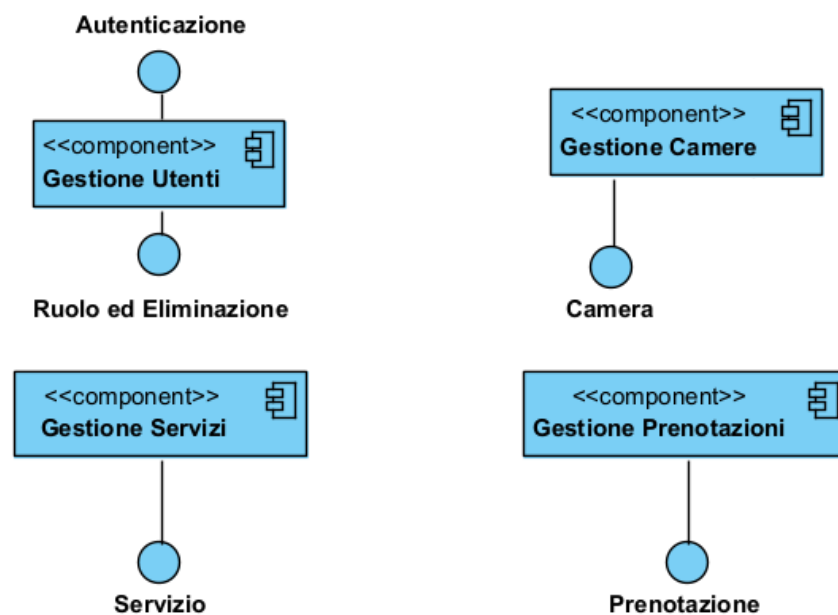 Autenticazione
<<component>>
Gestione Utenti
Ruolo ed Eliminazione
<<component>>
Gestione Camere
Camera
<<component>>
Gestione Servizi
Servizio
<<component>>
Gestione Prenotazioni
Prenotazione